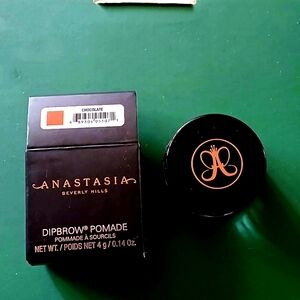 CHOCOLATE
ANASTASIA
BEVERLY HILLS
DIPBROW® POMADE
POMMADE À SOURCILS
NET WT. / POIDS NET 4 g / 0.14 Oz.